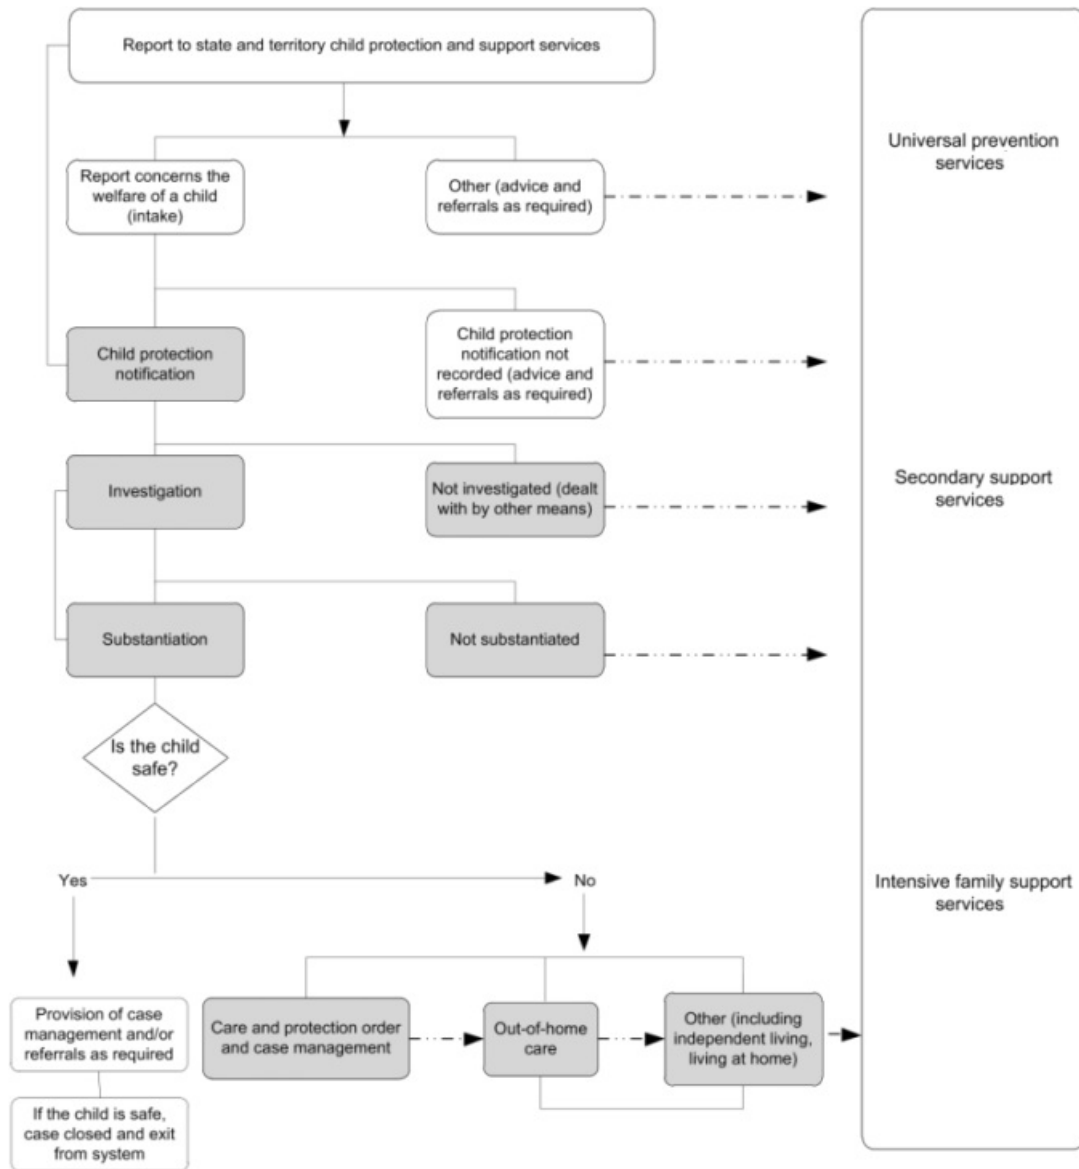 Report to state and territory child protection and support services
Universal prevention
services
Report concerns the
welfare of a child
(intake)
Other (advice and
referrals as required)
Child protection
notification
Child protection
notification not
recorded (advice and
referrals as required)
Investigation
Not investigated (dealt
with by other means)
Secondary support
services
Substantiation
Not substantiated
Is the child
safe?
Yes
No
Intensive family support
services
Provision of case
management and/or
referrals as required
Care and protection order
and case management
Out-of-home
care
Other (including
independent living,
living at home)
If the child is safe,
case closed and exit
from system